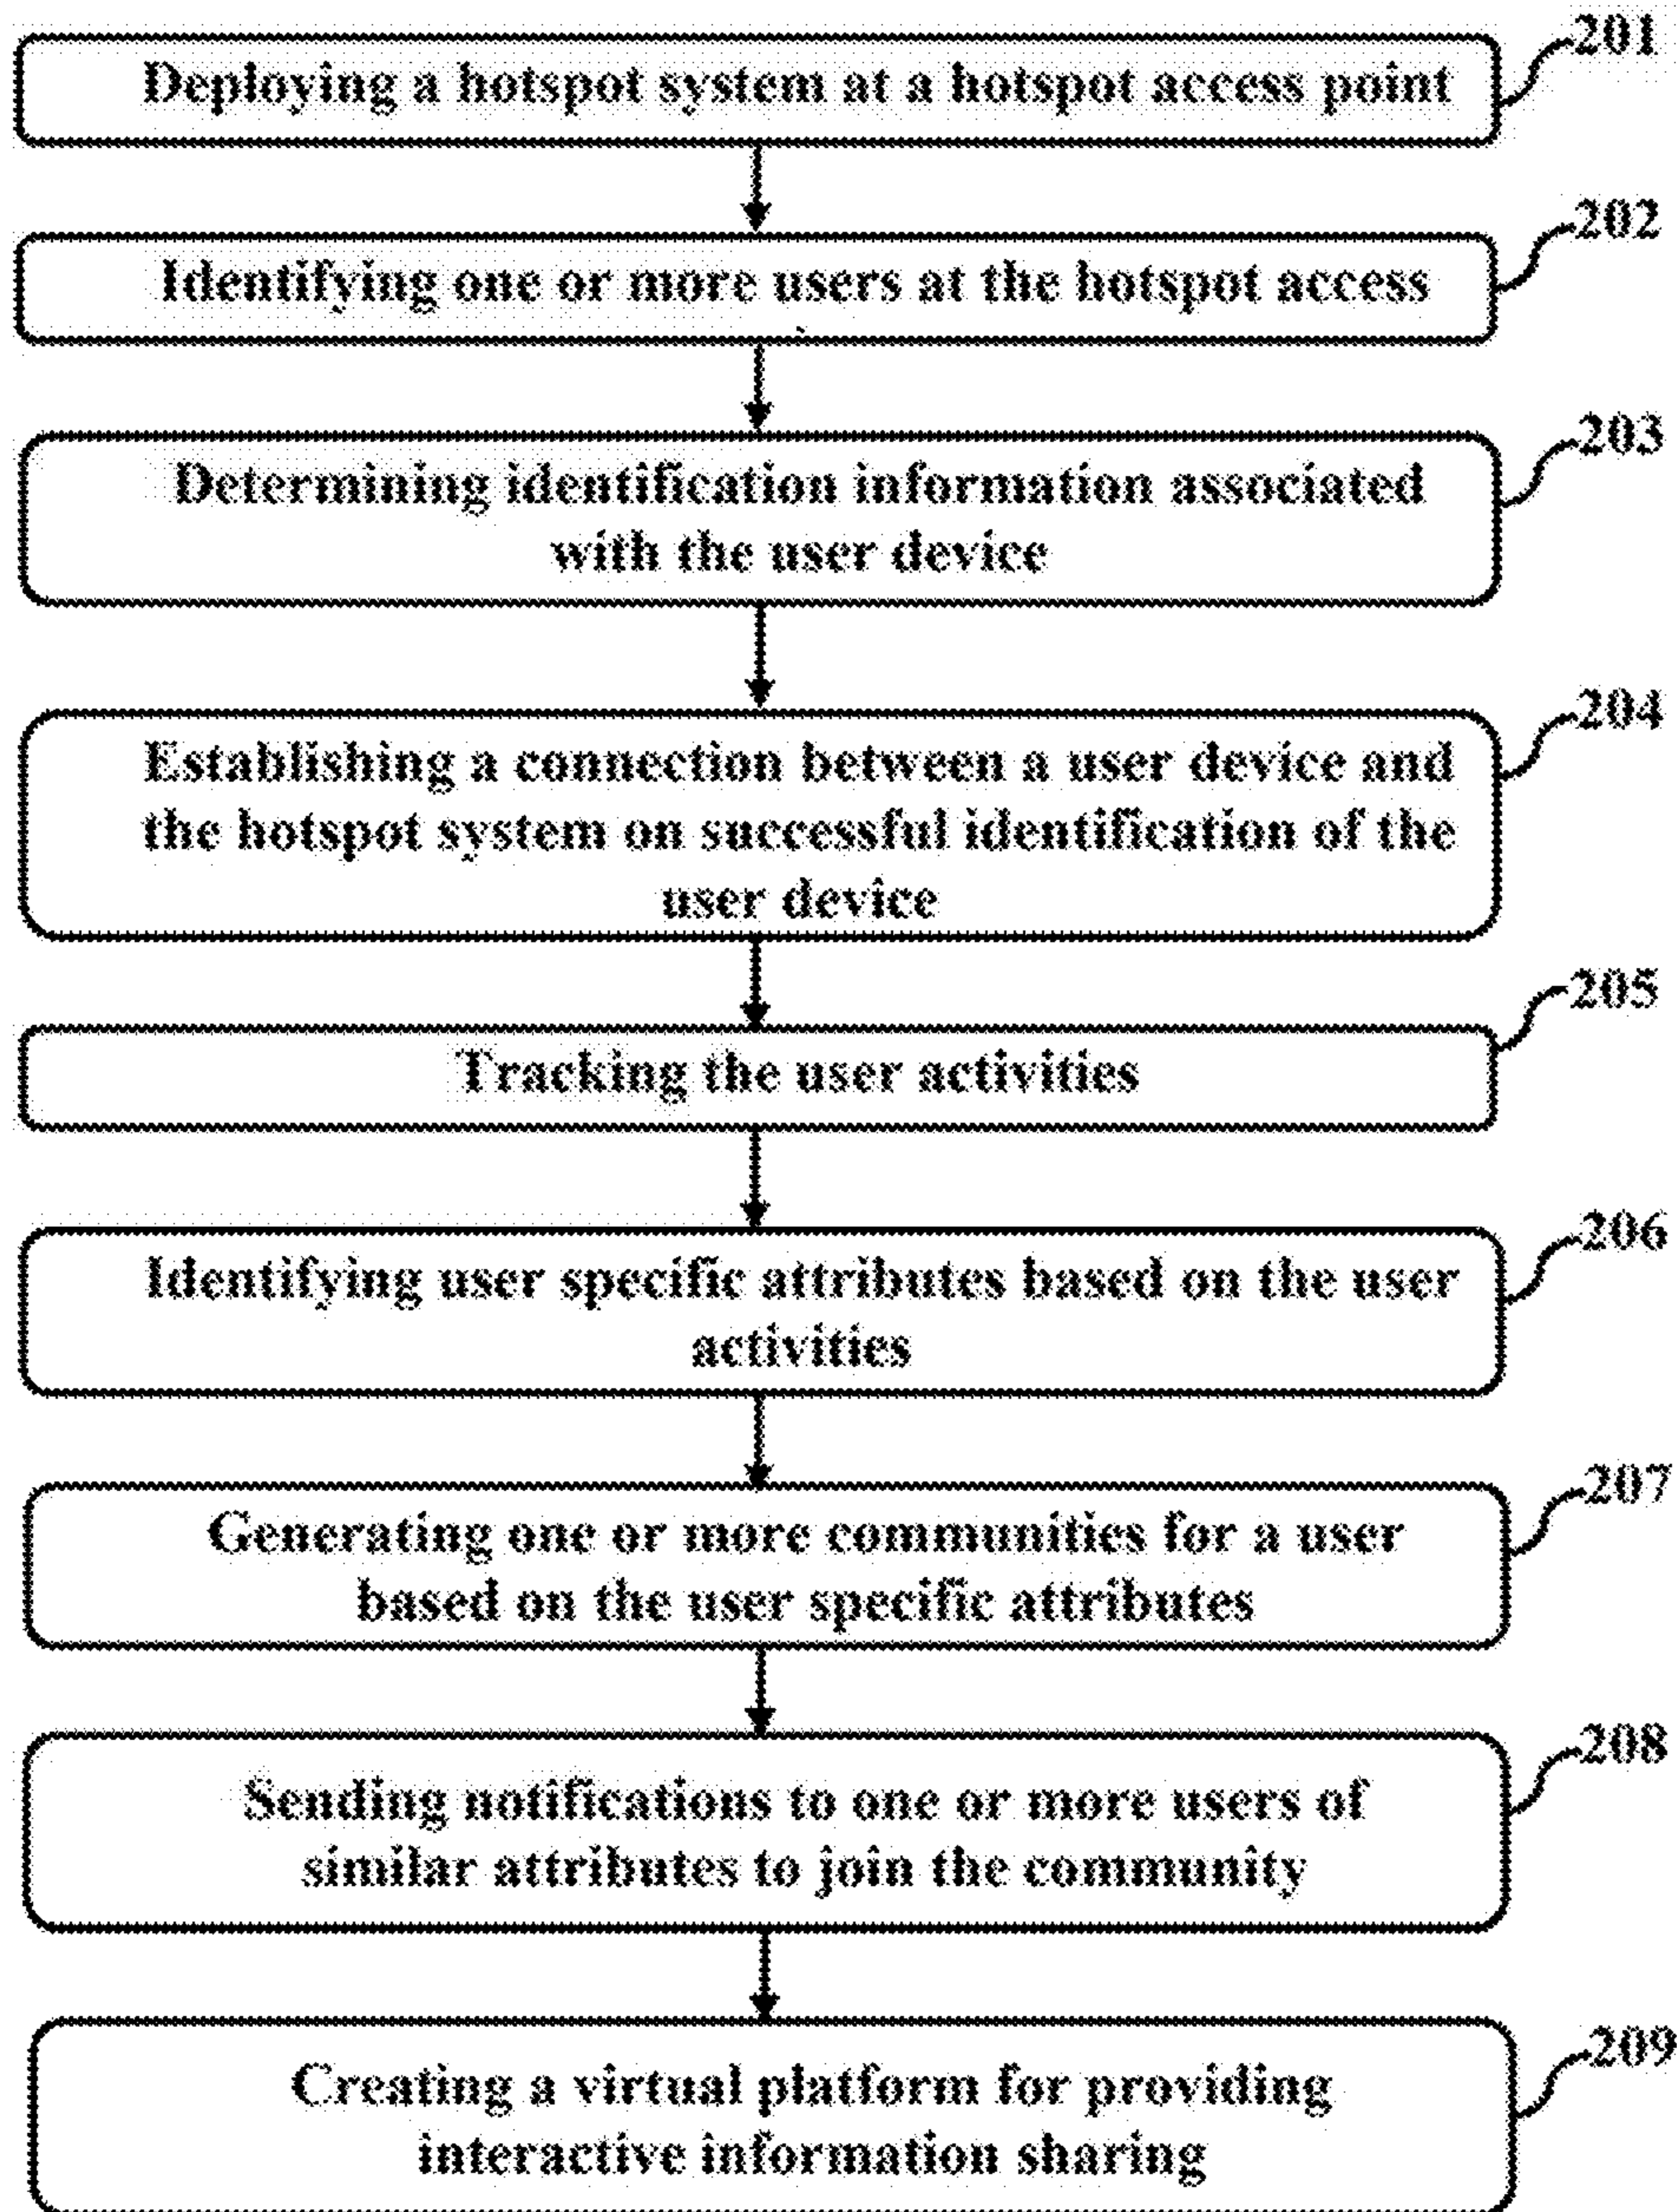 201
Deploying a hotspot system at a hotspot access point
202
Identifying one or more users at the hotspot access
203
Determining identification information associated
with the user device
204
Establishing a connection between a user device and
the hotspot system on successful identification of the
user device
205
Tracking the user activities
206
Identifying user specific attributes based on the user
activities
207
Generating one or more communities for a user
based on the user specific attributes
208
Sending notifications to one or more users of
similar attributes to join the community
209
Creating a virtual platform for providing
interactive information sharing